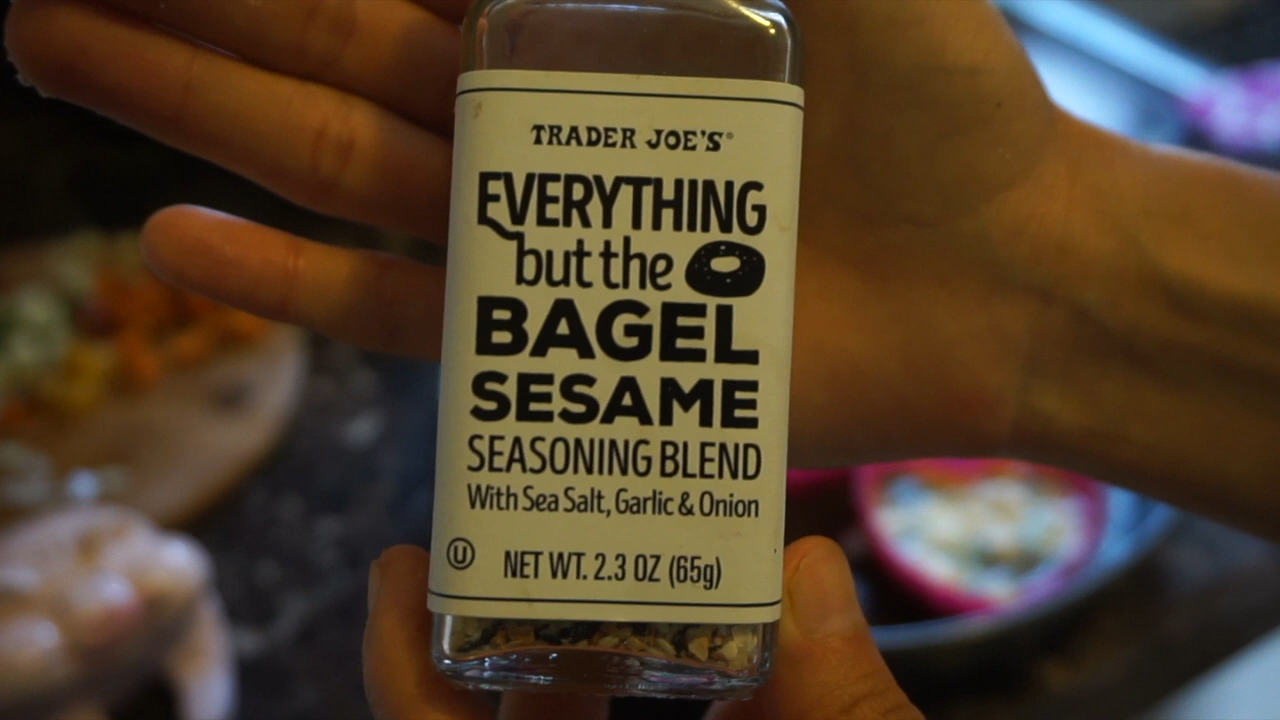 TRADER JOE'S®
EVERYTHING
but the
BAGEL
SESAME
SEASONING BLEND
With Sea Salt, Garlic & Onion
U NET WT. 2.3 OZ (65g)